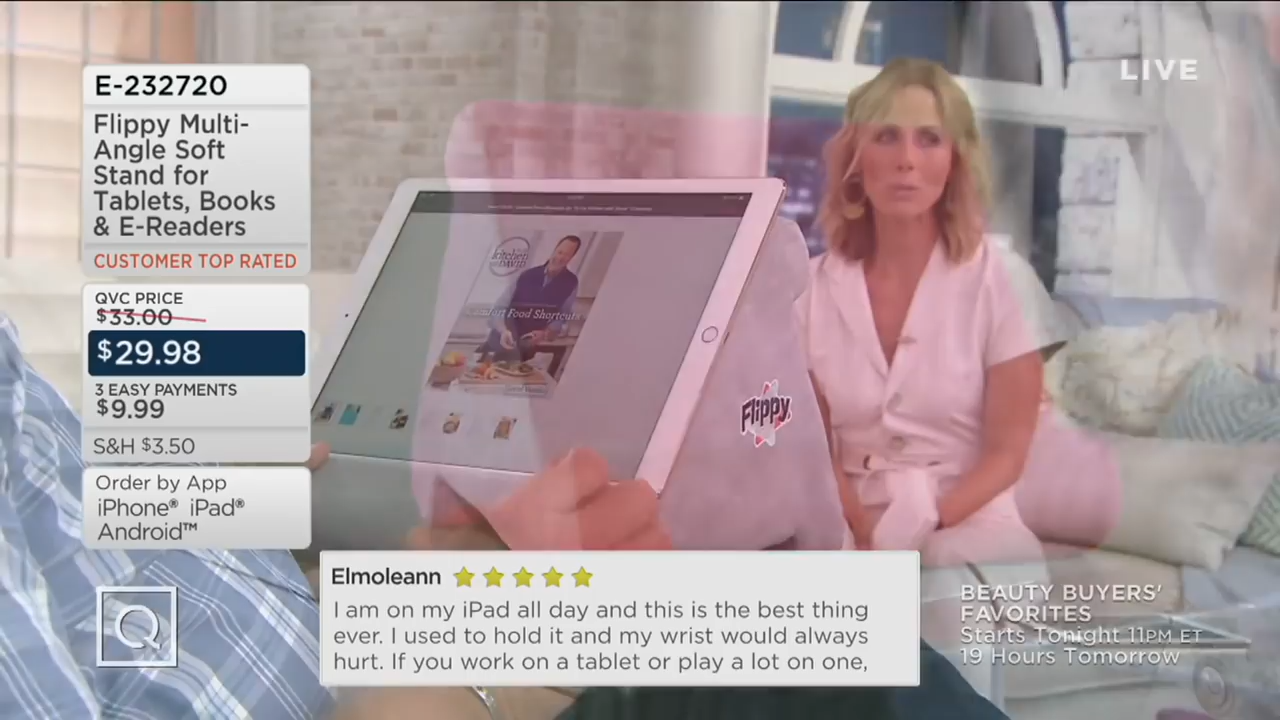 LIVE
E-232720
Flippy Multi-
Angle Soft
Stand for
Tablets, Books
& E-Readers
CUSTOMER TOP RATED
QVC PRICE
$33.00
$29.98
3 EASY PAYMENTS
$9.99
S&H $3.50
Order by App
iPhone® iPad®
Android™
Q
kitchen
DAVID
Comfort Food Shortcuts
Flippy
Elmoleann
I am on my iPad all day and this is the best thing
ever. I used to hold it and my wrist would always
hurt. If you work on a tablet or play a lot on one,
BEAUTY BUYERS'
FAVORITES
Starts Tonight 11PM ET
19 Hours Tomorrow